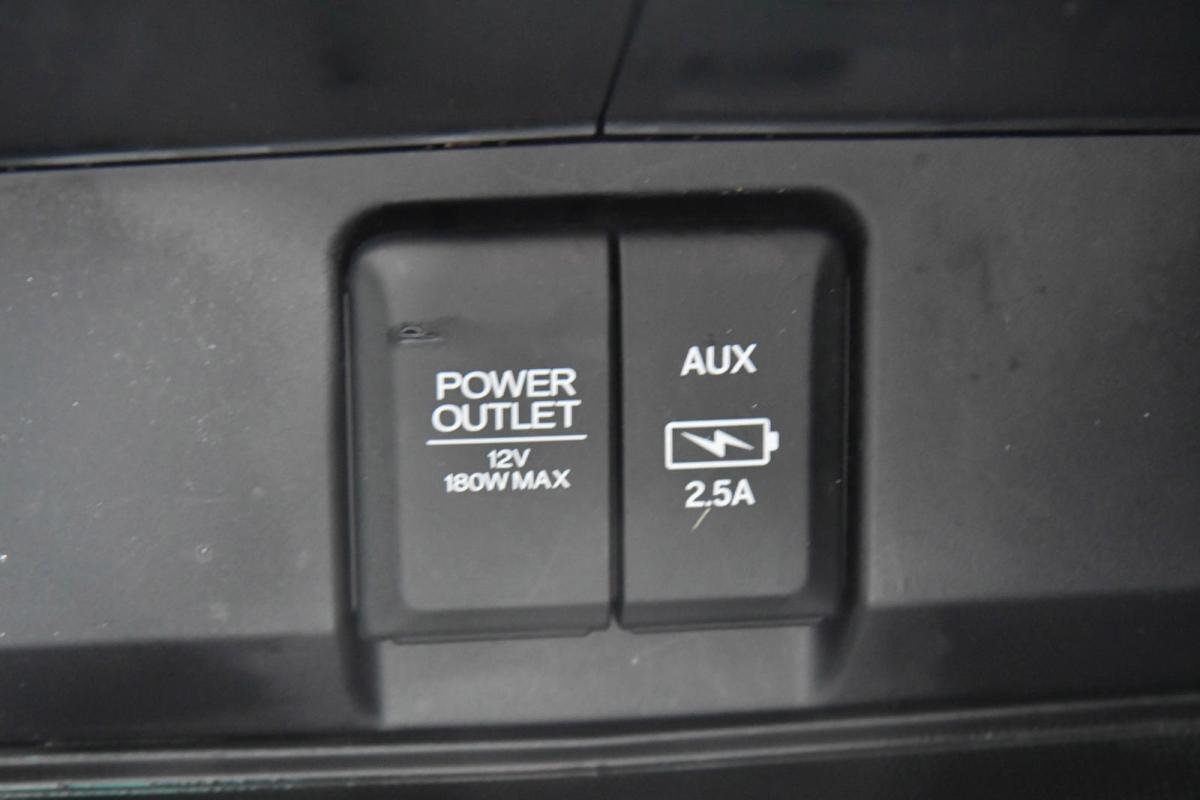 POWER
OUTLET
12V
180W MAX
AUX
2.5A